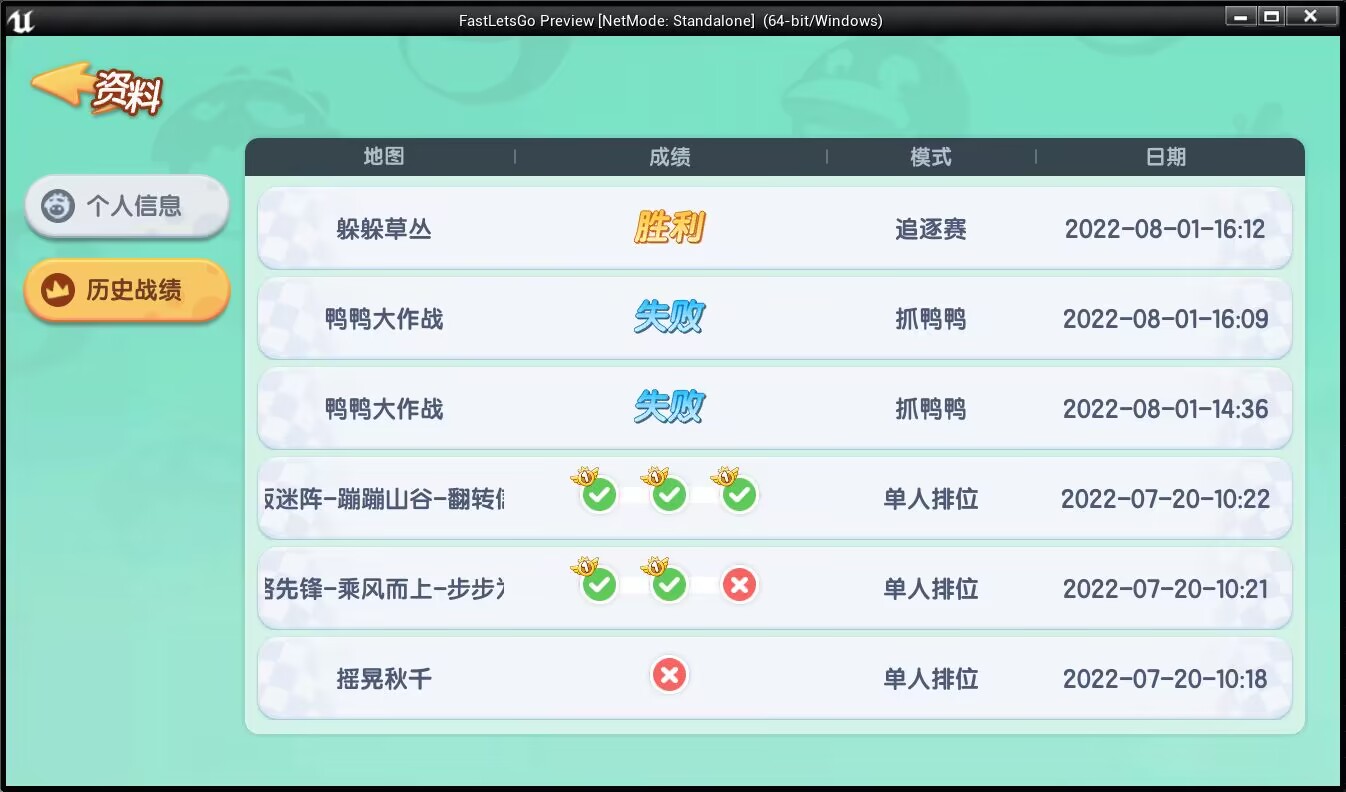 FastLetsGo Preview [NetMode: Standalone] (64-bit/Windows)
资料
个人信息
历史战绩
地图 成绩 模式 日期
躲躲草丛 胜利 追逐赛 2022-08-01-16:12
鸭鸭大作战 失败 抓鸭鸭 2022-08-01-16:09
鸭鸭大作战 失败 抓鸭鸭 2022-08-01-14:36
迷阵-蹦蹦山谷-翻转 单人排位 2022-07-20-10:22
先锋-乘风而上-步步 单人排位 2022-07-20-10:21
摇晃秋千 单人排位 2022-07-20-10:18